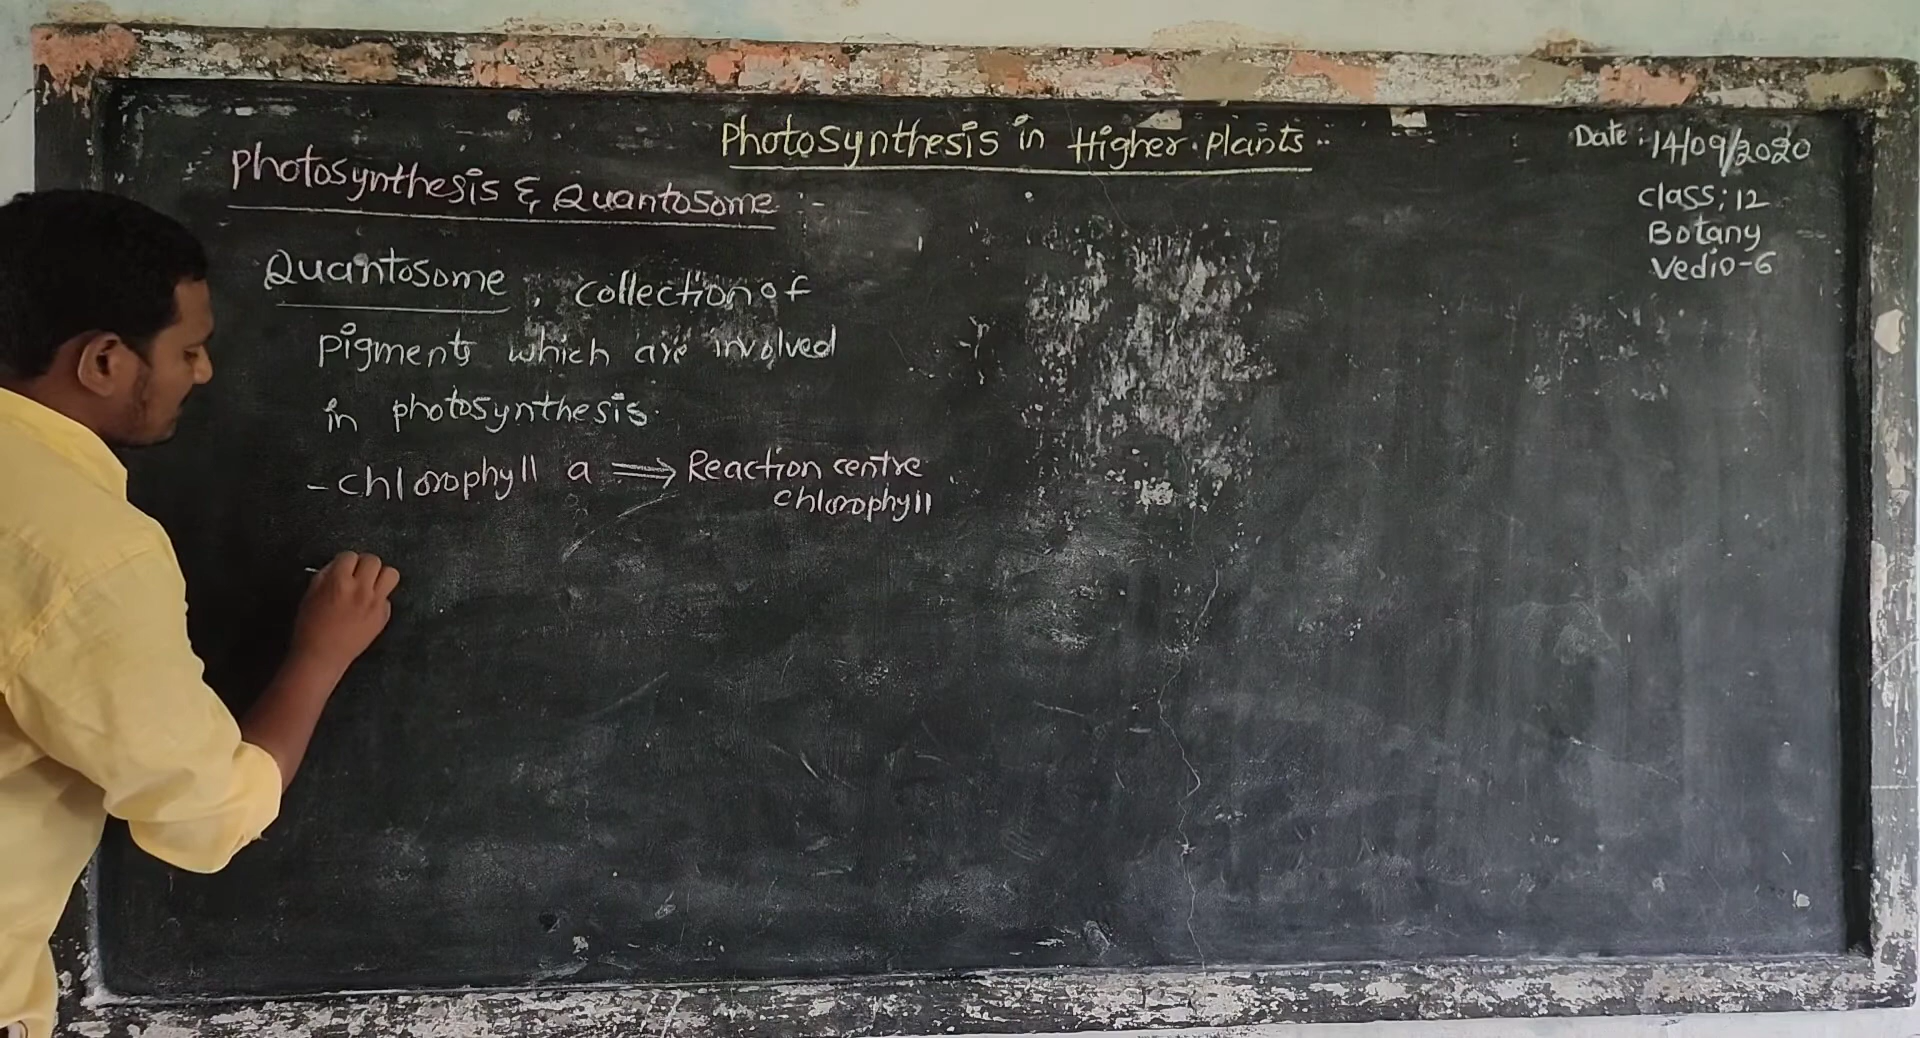 Photosynthesis in Higher Plants
Date: 14/09/2020
class; 12
Botany
Vedio-6
Photosynthesis & Quantosome :-
Quantosome , collection of
Pigments which are involved
in photosynthesis.
- chlorophyll a ⟹ Reaction centre
chlorophyll